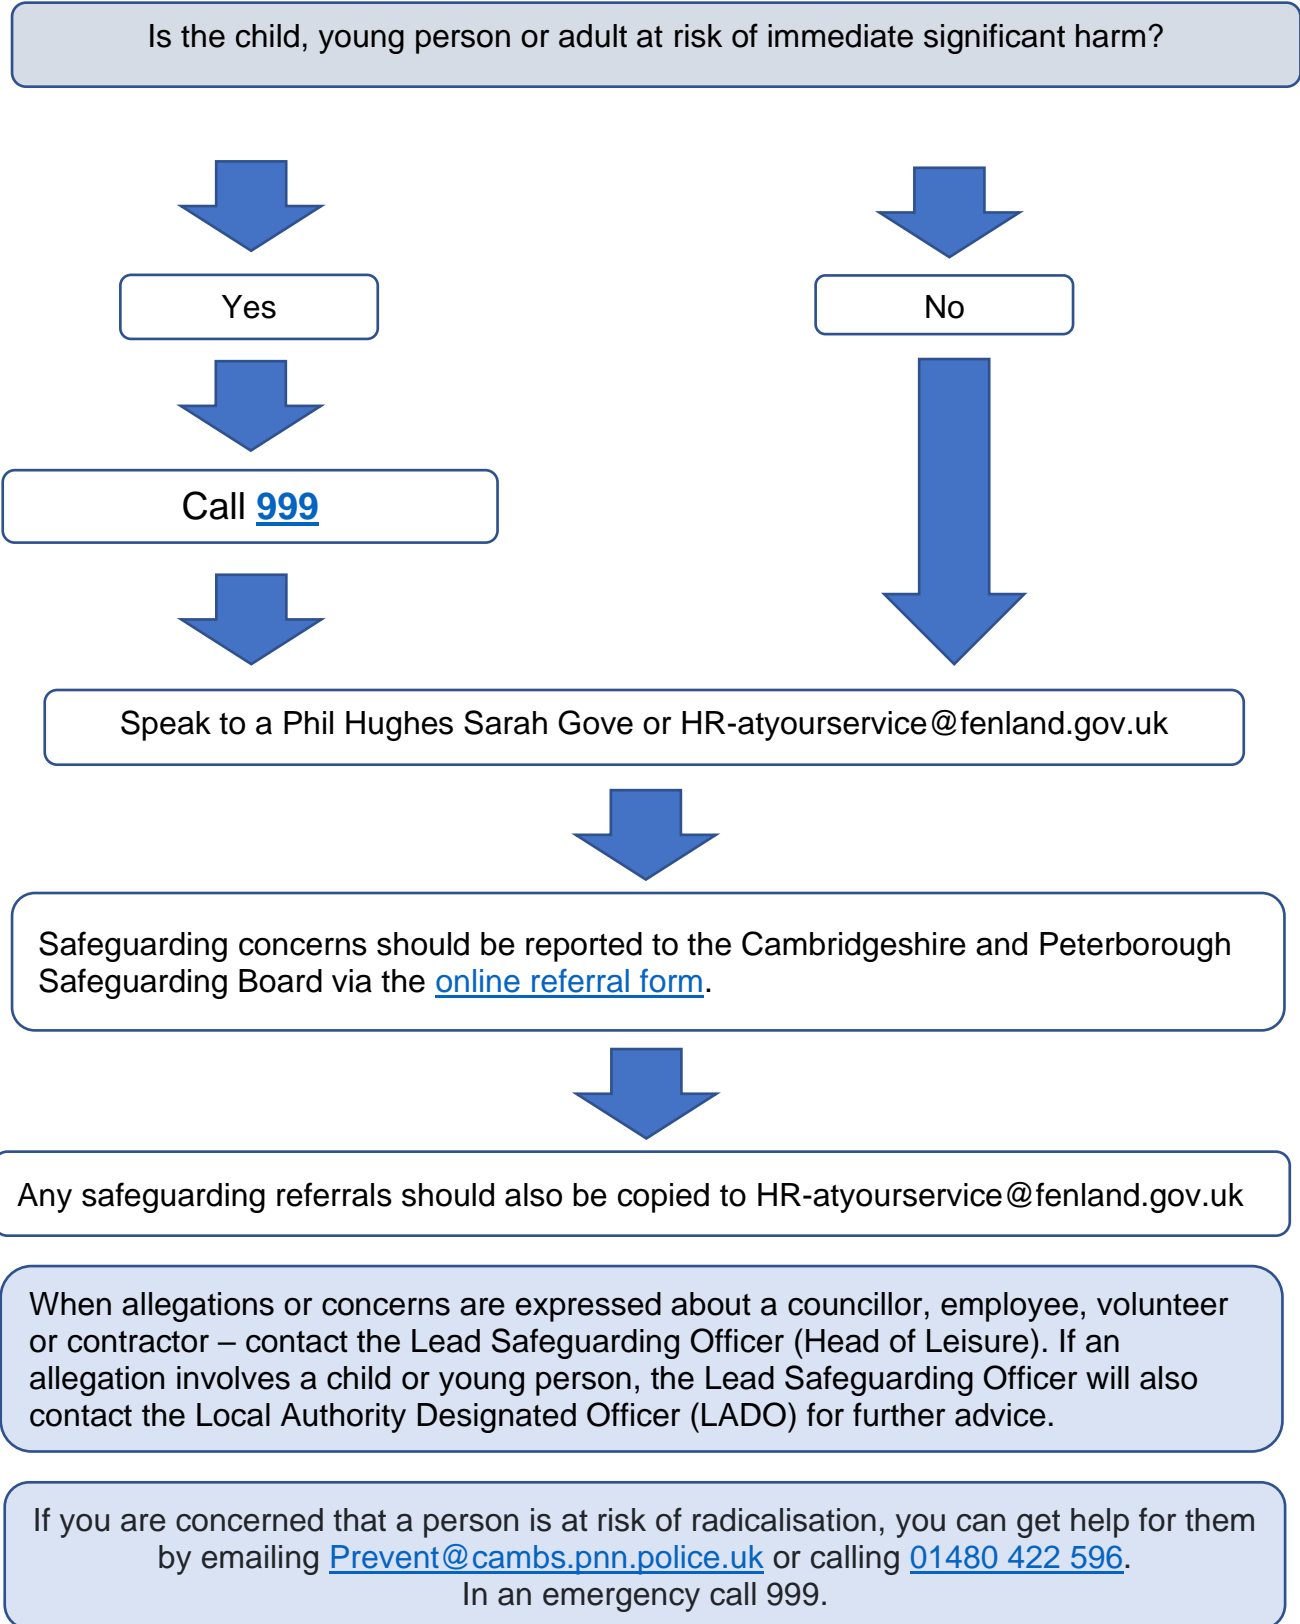 Is the child, young person or adult at risk of immediate significant harm?
Yes
No
Call 999
Speak to a Phil Hughes Sarah Gove or HR-atyourservice@fenland.gov.uk
Safeguarding concerns should be reported to the Cambridgeshire and Peterborough
Safeguarding Board via the online referral form.
Any safeguarding referrals should also be copied to HR-atyourservice@fenland.gov.uk
When allegations or concerns are expressed about a councillor, employee, volunteer
or contractor – contact the Lead Safeguarding Officer (Head of Leisure). If an
allegation involves a child or young person, the Lead Safeguarding Officer will also
contact the Local Authority Designated Officer (LADO) for further advice.
If you are concerned that a person is at risk of radicalisation, you can get help for them
by emailing Prevent@cambs.pnn.police.uk or calling 01480 422 596.
In an emergency call 999.